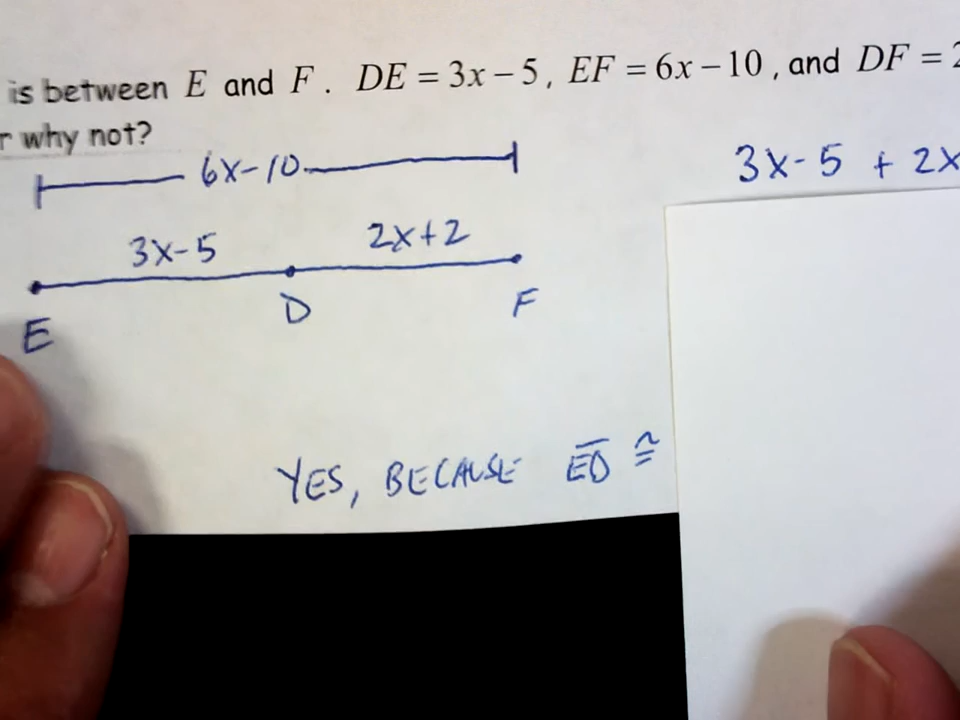 is between E and F. DE = 3x – 5, EF = 6x – 10, and DF = 2
r why not?
6x-10
3x-5 + 2x
3x-5
2x+2
E
D
F
YES, BECAUSE E̅D̅ ≅